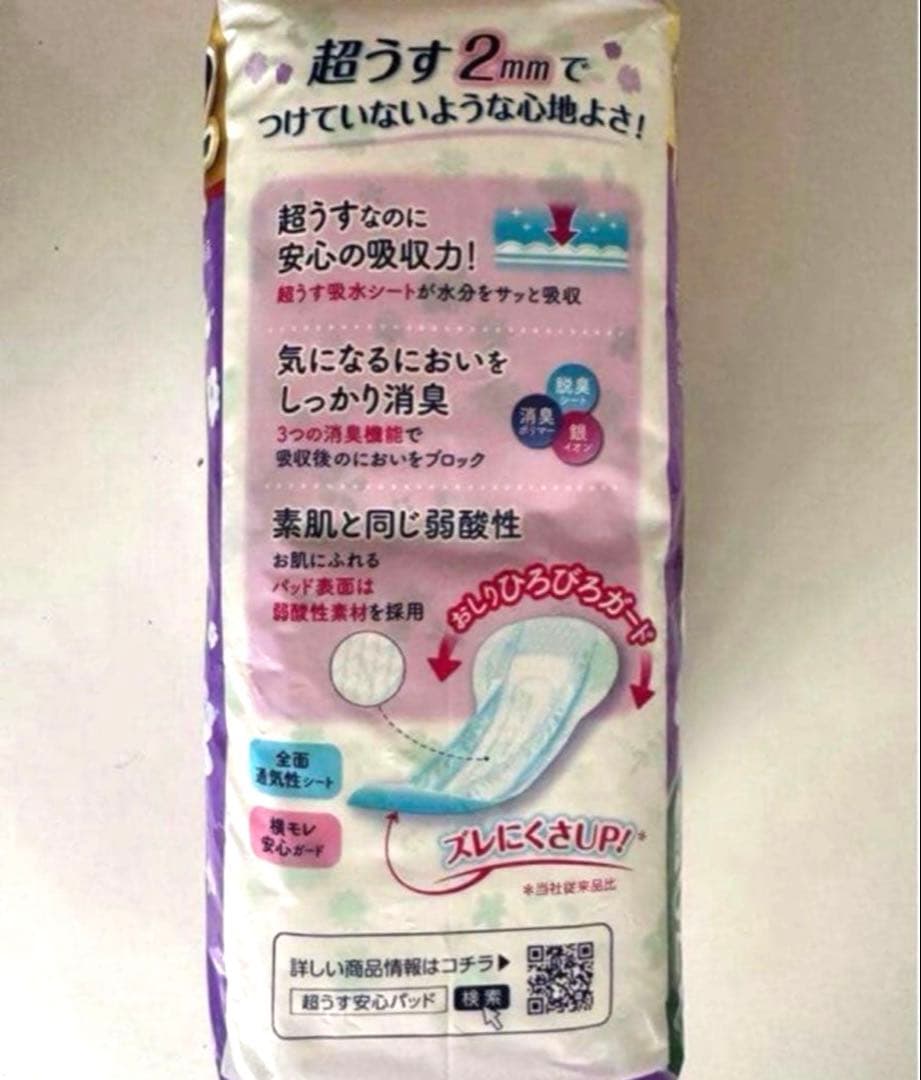 超うす2mmで
つけていないような心地よさ!
超うすなのに
安心の吸収力!
超うす吸水シートが水分をサッと吸収
気になるにおいを
しっかり消臭
3つの消臭機能で
吸収後のにおいをブロック
脱臭
シート
消臭
ポリマー
銀
イオン
素肌と同じ弱酸性
お肌にふれる
パッド表面は
弱酸性素材を採用
おしりひろびろガード
全面
通気性シート
横モレ
安心ガード
ズレにくさUP!*
*当社従来品比
詳しい商品情報はコチラ▶
超うす安心パッド 検索